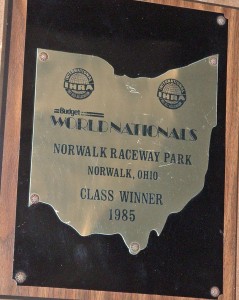 IHRA IHRA
Budget
WORLD NATIONALS
NORWALK RACEWAY PARK
NORWALK, OHIO
CLASS WINNER
1985